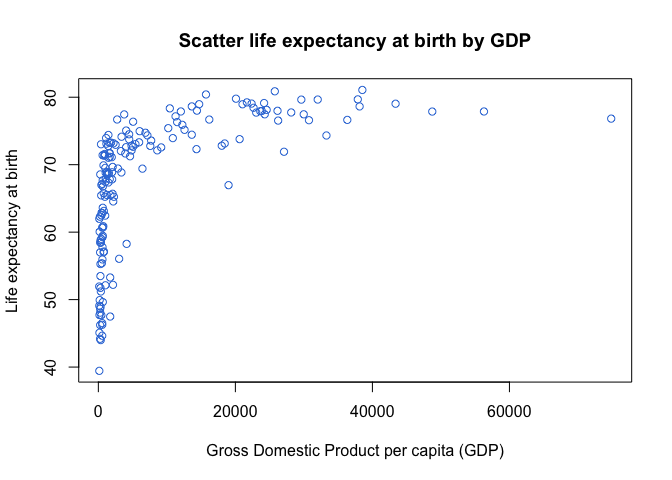 Scatter life expectancy at birth by GDP
Life expectancy at birth
80
70
60
50
40
0 20000 40000 60000
Gross Domestic Product per capita (GDP)